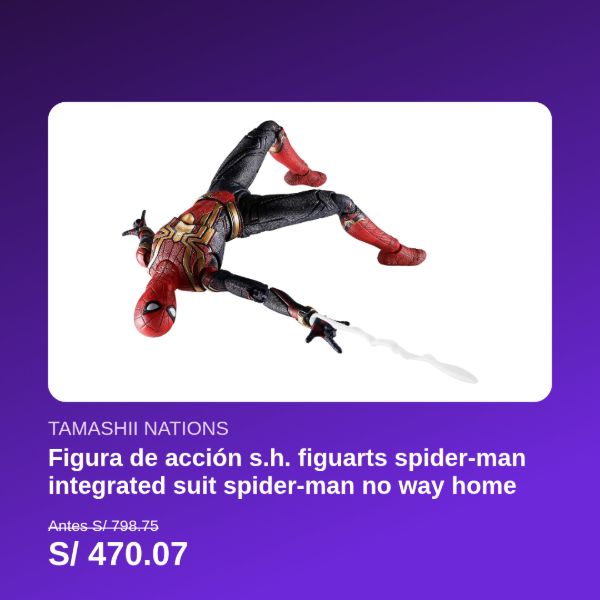 TAMASHII NATIONS
Figura de acción s.h. figuarts spider-man
integrated suit spider-man no way home
Antes S/ 798.75
S/ 470.07